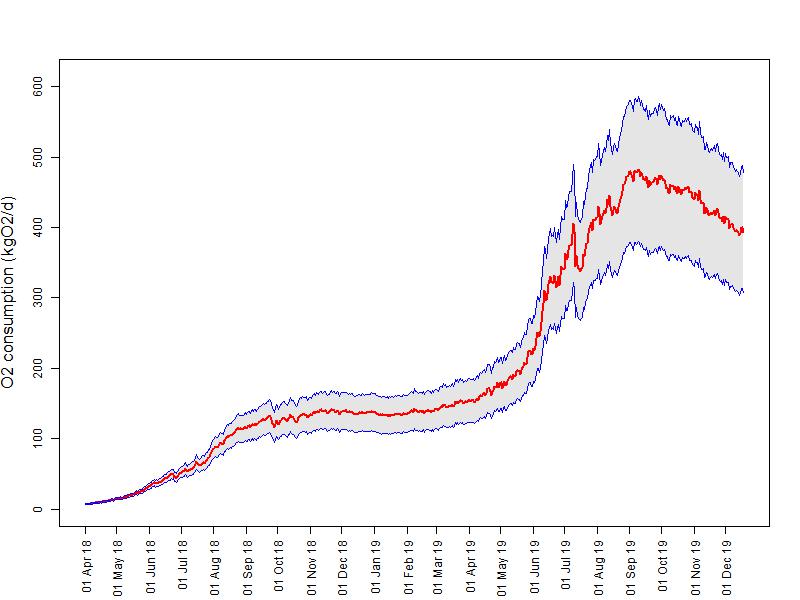 O2 consumption (kgO2/d)
600
500
400
300
200
100
0
01 Apr 18
01 May 18
01 Jun 18
01 Jul 18
01 Aug 18
01 Sep 18
01 Oct 18
01 Nov 18
01 Dec 18
01 Jan 19
01 Feb 19
01 Mar 19
01 Apr 19
01 May 19
01 Jun 19
01 Jul 19
01 Aug 19
01 Sep 19
01 Oct 19
01 Nov 19
01 Dec 19